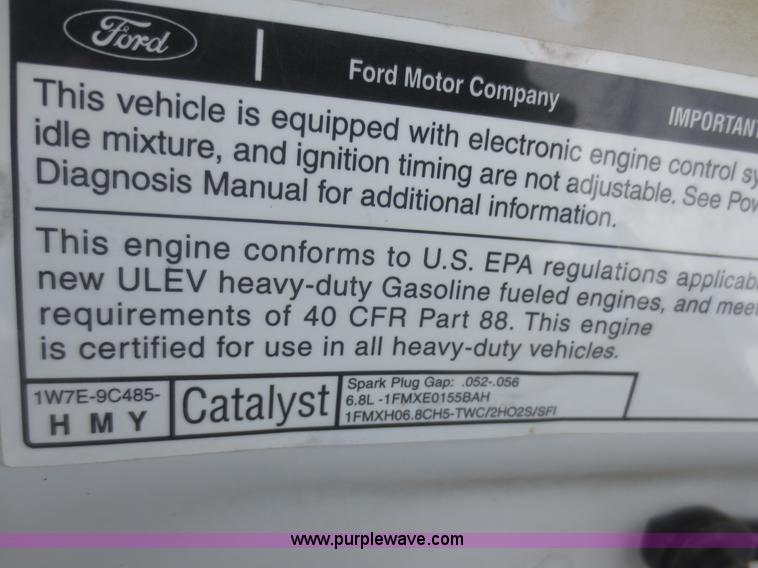 Ford
Ford Motor Company
IMPORTANT
This vehicle is equipped with electronic engine control sy
idle mixture, and ignition timing are not adjustable. See Pow
Diagnosis Manual for additional information.
This engine conforms to U.S. EPA regulations applicab
new ULEV heavy-duty Gasoline fueled engines, and meet
requirements of 40 CFR Part 88. This engine
is certified for use in all heavy-duty vehicles.
1W7E-9C485-
H M Y
Catalyst
Spark Plug Gap: .052-.056
6.8L -1FMXE0155BAH
1FMXH06.8CH5-TWC/2HO2S/SFI
www.purplewave.com